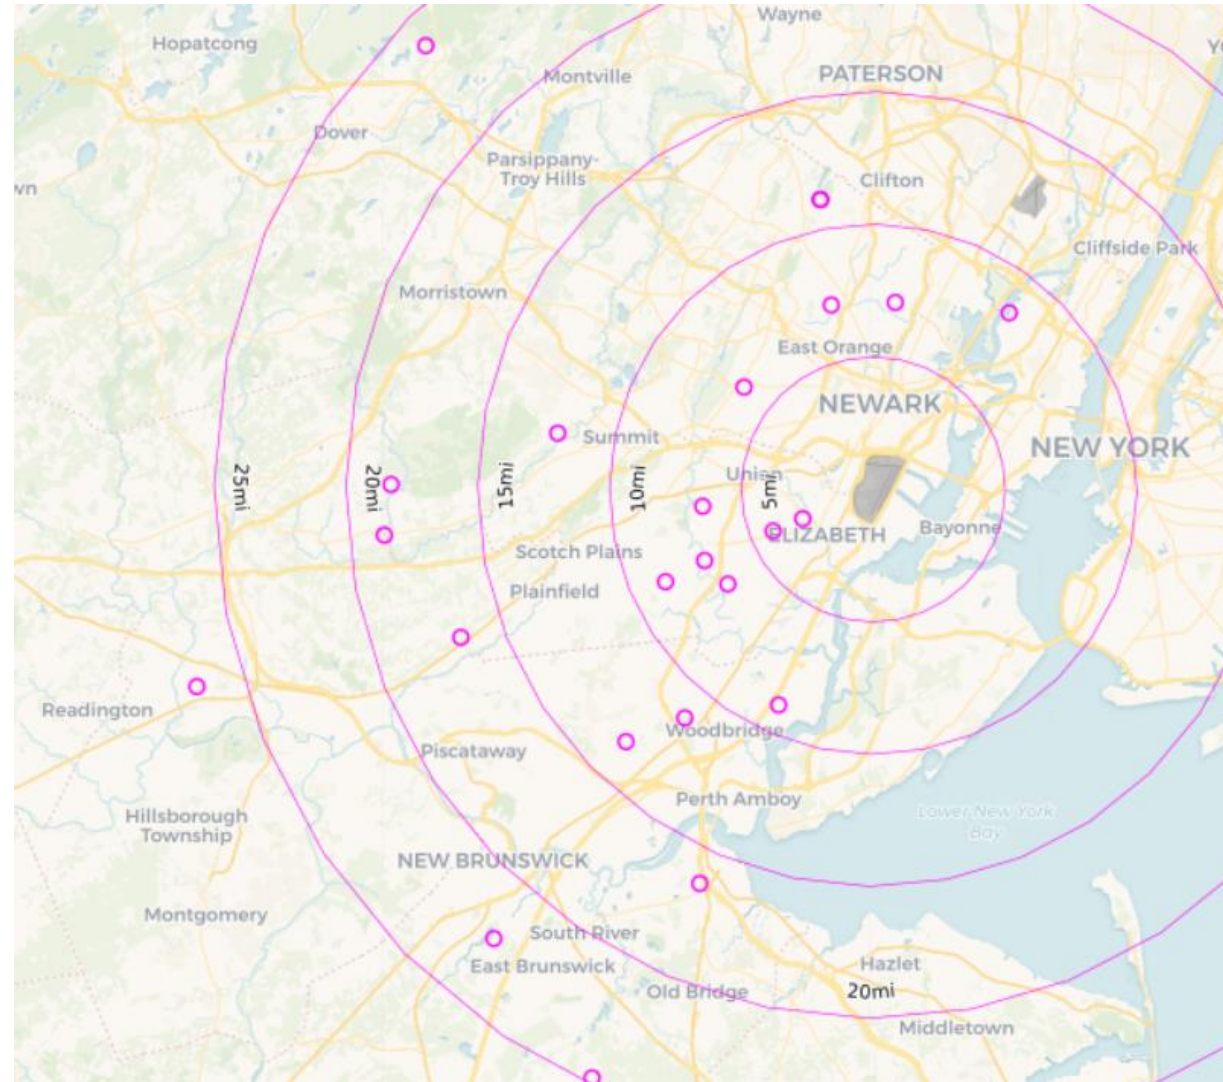 Wayne
Hopatcong
PATERSON
Montville
Dover
Parsippany-
Troy Hills
Clifton
Cliffside Park
Morristown
East Orange
NEWARK
Summit
NEW YORK
Union
25mi
20mi
15mi
10mi
5mi
ELIZABETH
Bayonne
Scotch Plains
Plainfield
Readington
Woodbridge
Piscataway
Perth Amboy
Lower New York
Bay
Hillsborough
Township
NEW BRUNSWICK
Montgomery
South River
East Brunswick
Hazlet
Old Bridge
20mi
Middletown